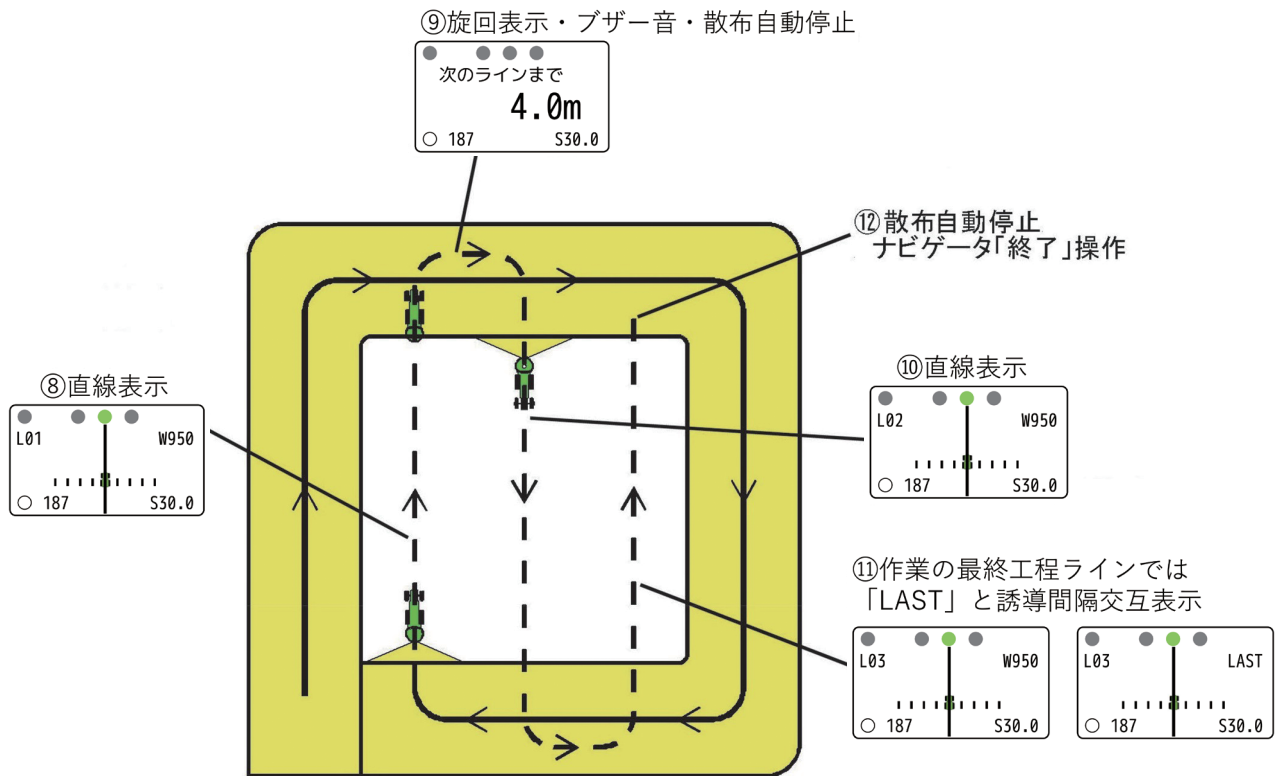 ⑨旋回表示・ブザー音・散布自動停止
次のラインまで
4.0m
○ 187 S30.0
⑫散布自動停止
ナビゲータ「終了」操作
⑧直線表示
L01 W950
○ 187 S30.0
⑩直線表示
L02 W950
○ 187 S30.0
⑪作業の最終工程ラインでは
「LAST」と誘導間隔交互表示
L03 W950
○ 187 S30.0
L03 LAST
○ 187 S30.0